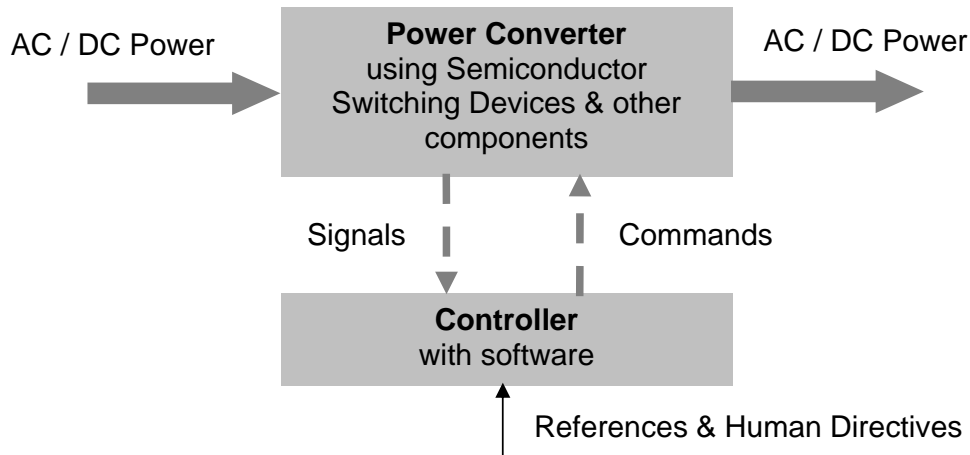 AC / DC Power
Power Converter
using Semiconductor
Switching Devices & other
components
AC / DC Power
Signals
Commands
Controller
with software
References & Human Directives